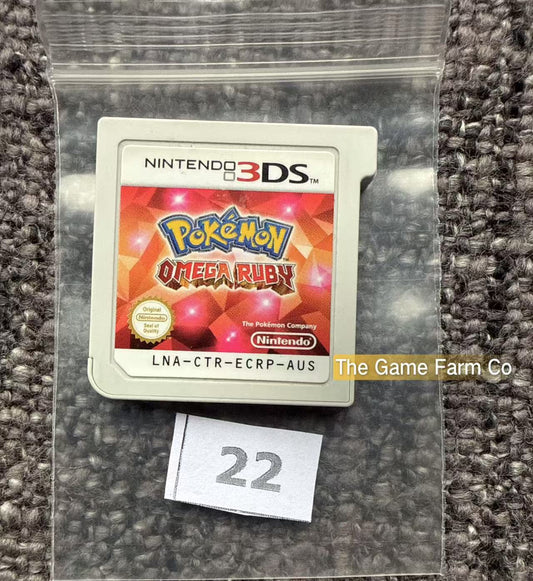 NINTENDO 3DS TM
POKéMON
OMEGA RUBY
Original
Nintendo
Seal of
Quality
The Pokémon Company
Nintendo
LNA-CTR-ECRP-AUS
The Game Farm Co
22